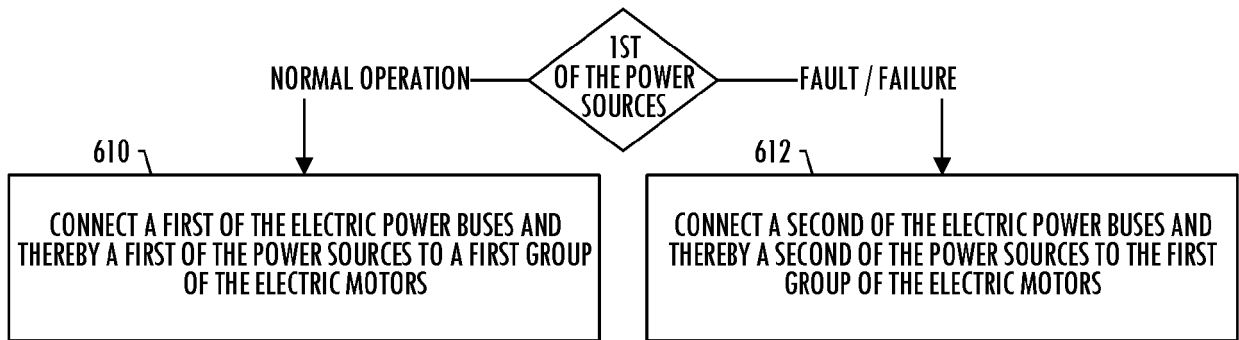 1ST
OF THE POWER
SOURCES
NORMAL OPERATION
FAULT / FAILURE
610
CONNECT A FIRST OF THE ELECTRIC POWER BUSES AND
THEREBY A FIRST OF THE POWER SOURCES TO A FIRST GROUP
OF THE ELECTRIC MOTORS
612
CONNECT A SECOND OF THE ELECTRIC POWER BUSES AND
THEREBY A SECOND OF THE POWER SOURCES TO THE FIRST
GROUP OF THE ELECTRIC MOTORS